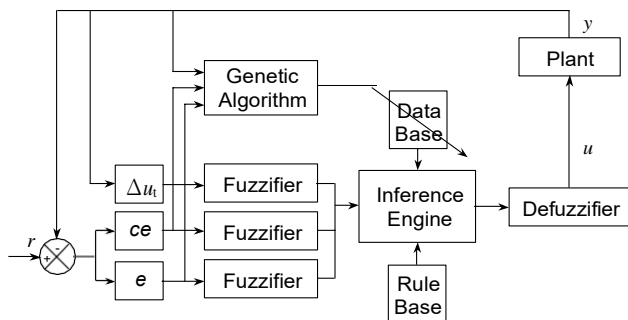 y
Plant
Genetic
Algorithm
Data
Base
u
Δut
Fuzzifier
Inference
Engine
Defuzzifier
r
+
-
ce
Fuzzifier
e
Fuzzifier
Rule
Base